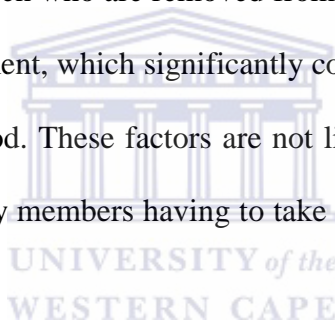 who are removed from
ent, which significantly co
od. These factors are not li
y members having to take
UNIVERSITY of the
WESTERN CAPE